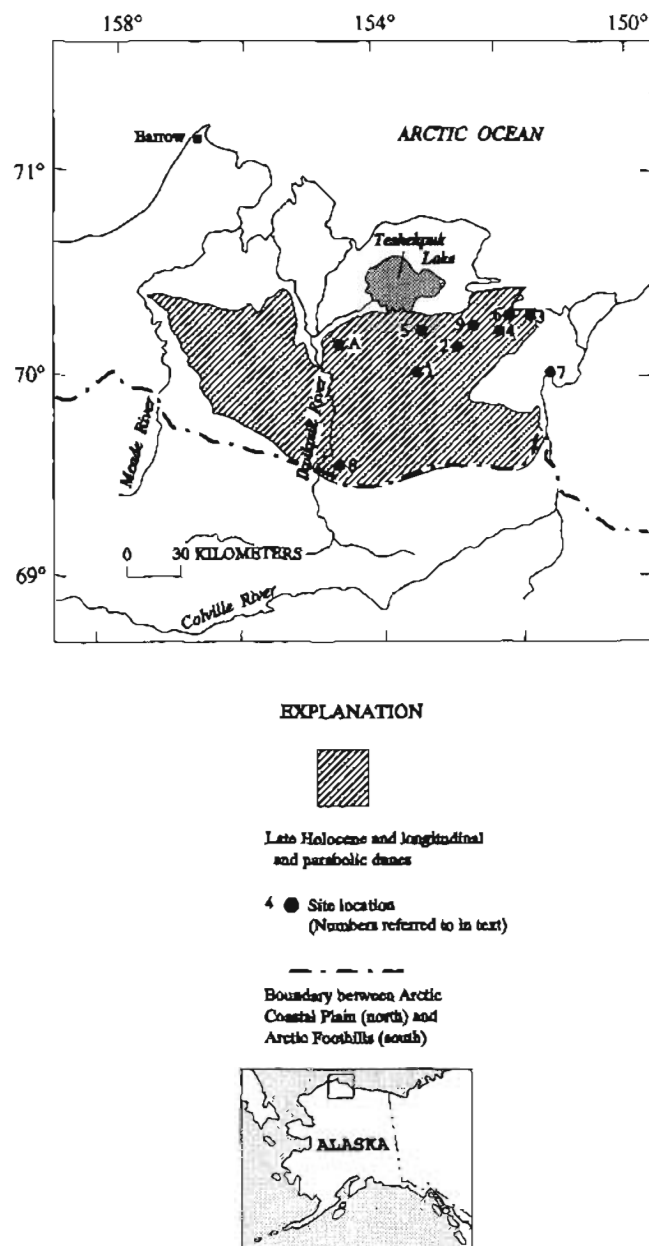 158°
154°
150°
Barrow
ARCTIC OCEAN
71°
Teshekpuk
Lake
6
3
9
5
4
A
2
70°
1
7
Meade River
8
0 30 KILOMETERS
69°
Colville River
EXPLANATION
Late Holocene and longitudinal
and parabolic dunes
4 Site location
(Numbers referred to in text)
Boundary between Arctic
Coastal Plain (north) and
Arctic Foothills (south)
ALASKA